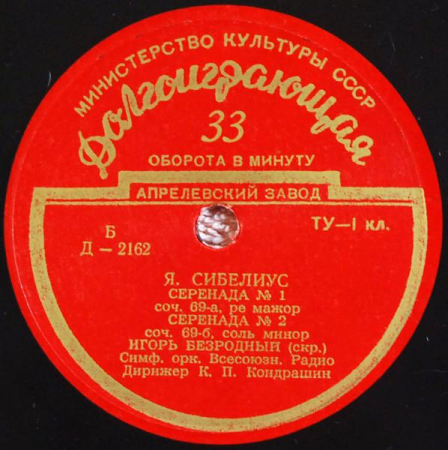 МИНИСТЕРСТВО КУЛЬТУРЫ СССР
Долгоиграющая
33
ОБОРОТА В МИНУТУ
АПРЕЛЕВСКИЙ ЗАВОД
Б
Д — 2162
ТУ—1 кл.
Я. СИБЕЛИУС
СЕРЕНАДА № 1
соч. 69-а, ре мажор
СЕРЕНАДА № 2
соч. 69-б, соль минор
ИГОРЬ БЕЗРОДНЫЙ (скр.)
Симф. орк. Всесоюзн. Радио
Дирижер К. П. Кондрашин